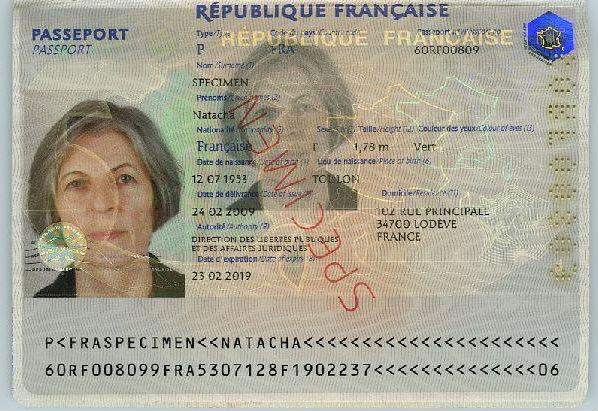 RÉPUBLIQUE FRANÇAISE
RÉPUBLIQUE FRANÇAISE
PASSEPORT
PASSPORT
Type/Type Code du pays/Country code Passeport n°/Passport n°
P FRA 60RF00809
Nom/Surname (1)
SPECIMEN
Prénoms/Given names (2)
Natacha
Nationalité/Nationality (3) Sexe/Sex Taille/Height (12) Couleur des yeux/Colour of eyes (13)
Française F 1,78 m Vert
Date de naissance/Date of birth (4) Lieu de naissance/Place of birth (6)
12 07 1953 TOULON
Date de délivrance/Date of issue (7) Domicile/Residence (11)
24 02 2009 102 RUE PRINCIPALE
34700 LODÈVE
FRANCE
Autorité/Authority (9)
DIRECTION DES LIBERTES PUBLIQUES
ET DES AFFAIRES JURIDIQUES
Date d'expiration/Date of expiry (8)
23 02 2019
SPECIMEN
P<FRASPECIMEN<<NATACHA<<<<<<<<<<<<<<<<<<<<<<
60RF008099FRA5307128F1902237<<<<<<<<<<<<<<06